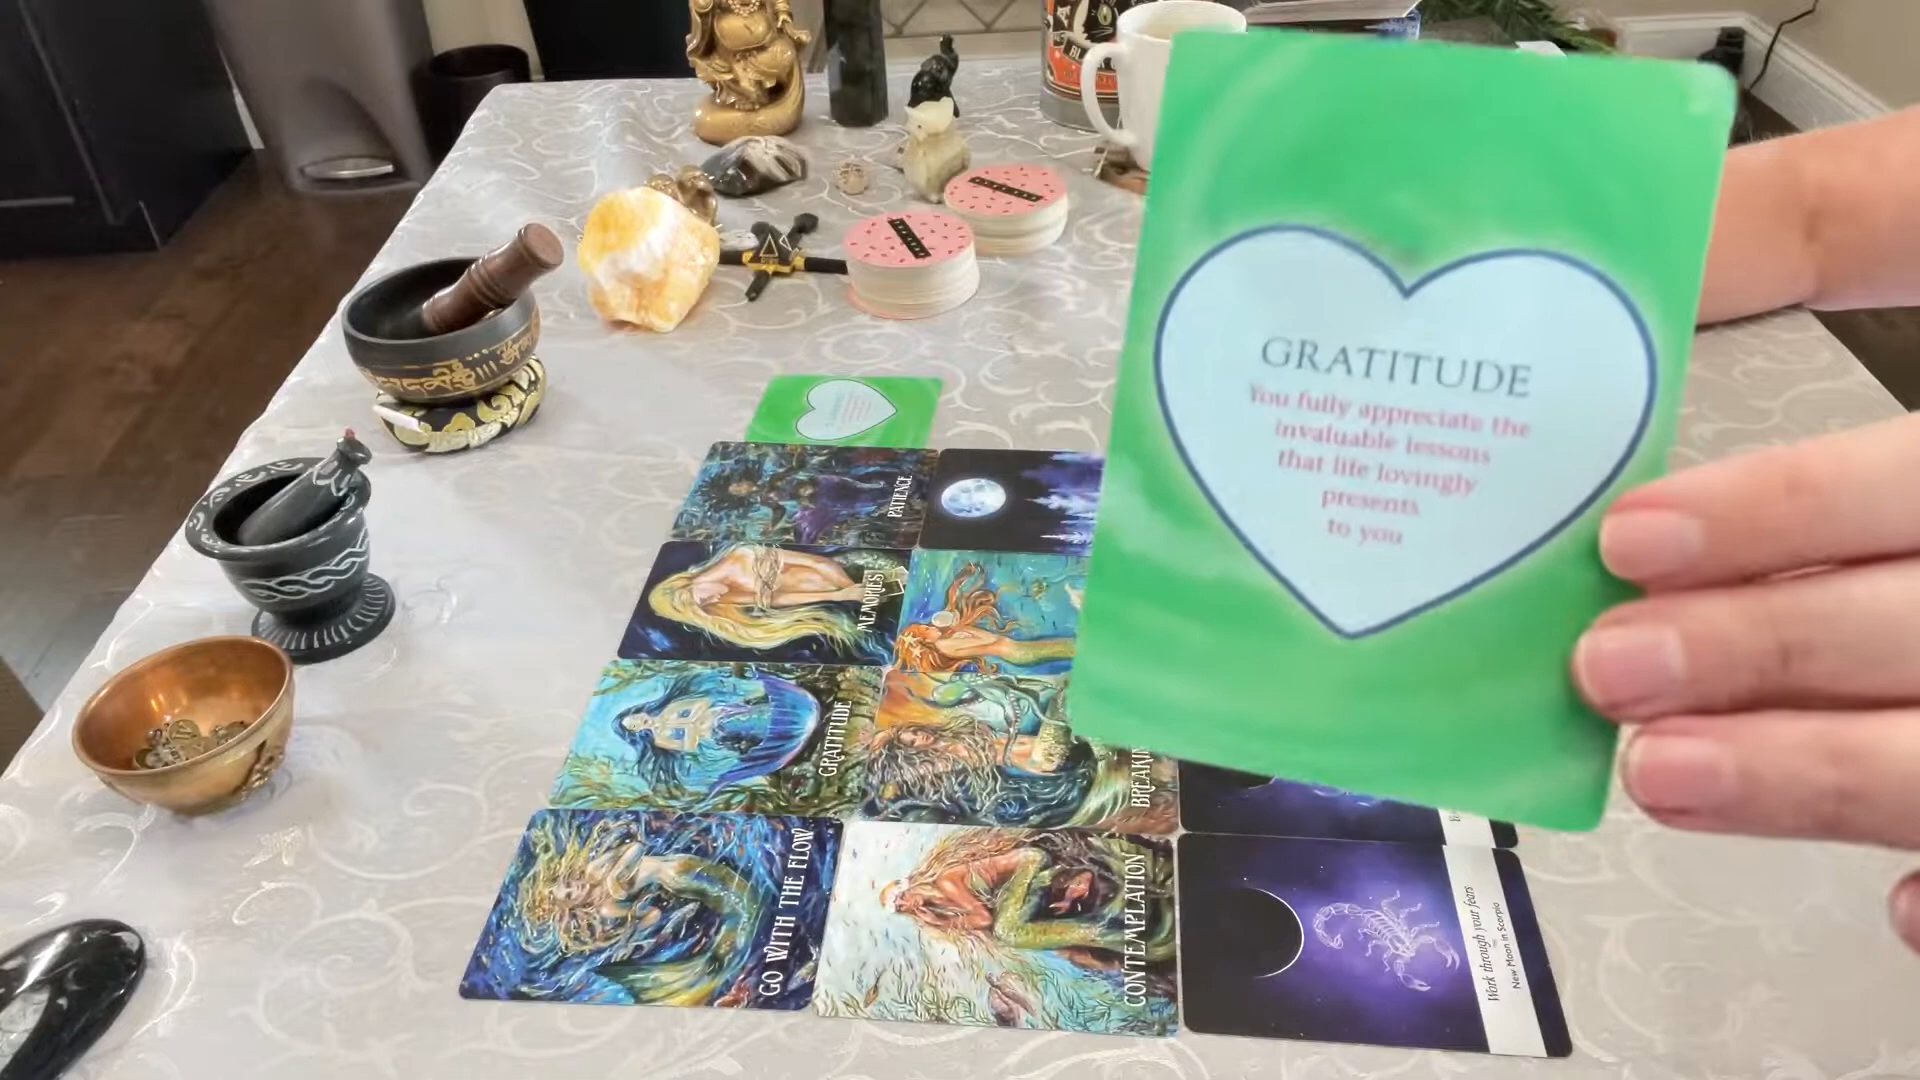 GRATITUDE
You fully appreciate the
invaluable lessons
that life lovingly
presents
to you
PATIENCE
MEMORIES
GRATITUDE
GO WITH THE FLOW
CONTEMPLATION
Work through your fears
New Moon in Scorpio